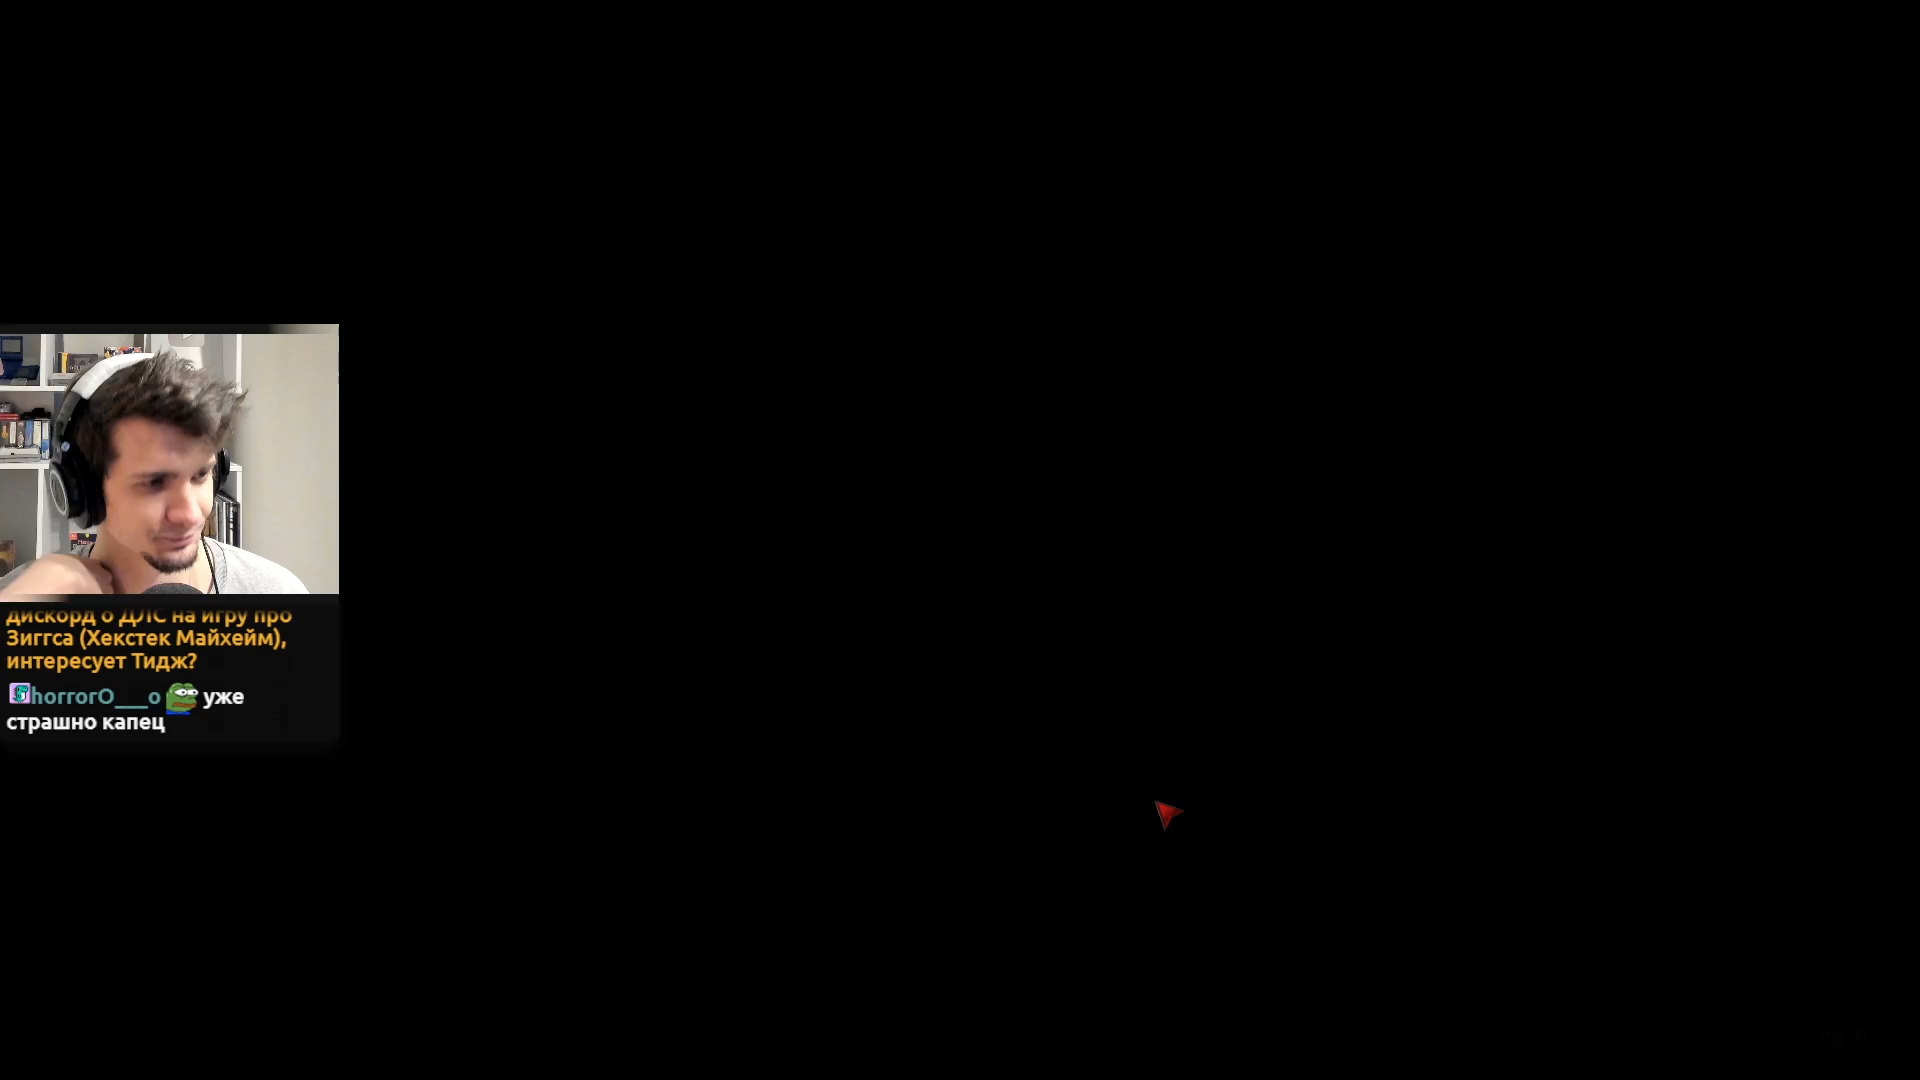 дискорд о ДЛС на игру про
Зиггса (Хекстек Майхейм),
интересует Тидж?
horrorO___o уже
страшно капец